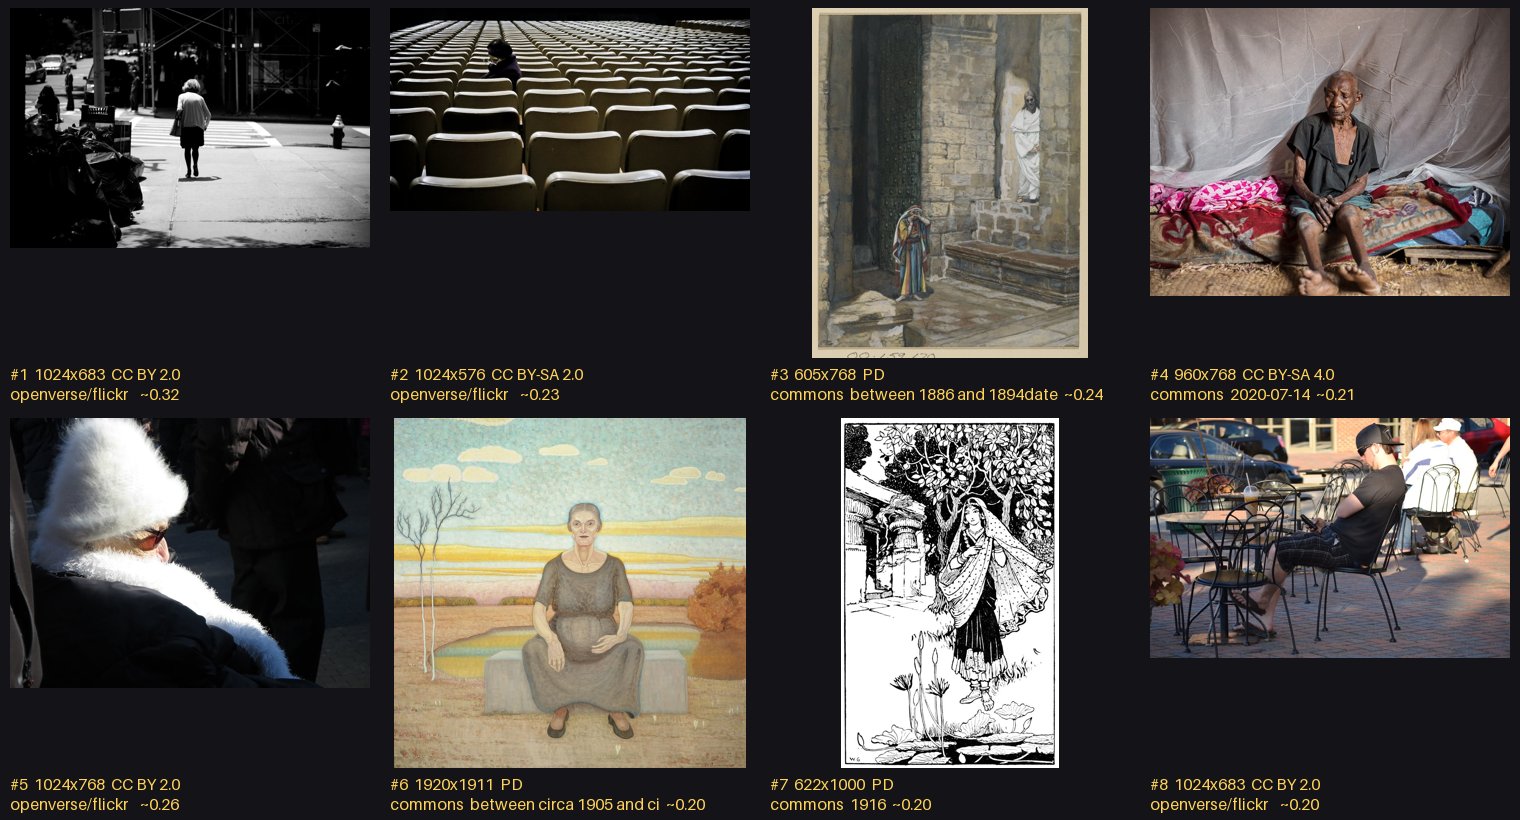 #1 1024x683 CC BY 2.0
openverse/flickr ~0.32
#2 1024x576 CC BY-SA 2.0
openverse/flickr ~0.23
#3 605x768 PD
commons between 1886 and 1894date ~0.24
#4 960x768 CC BY-SA 4.0
commons 2020-07-14 ~0.21
#5 1024x768 CC BY 2.0
openverse/flickr ~0.26
#6 1920x1911 PD
commons between circa 1905 and ci ~0.20
#7 622x1000 PD
commons 1916 ~0.20
#8 1024x683 CC BY 2.0
openverse/flickr ~0.20